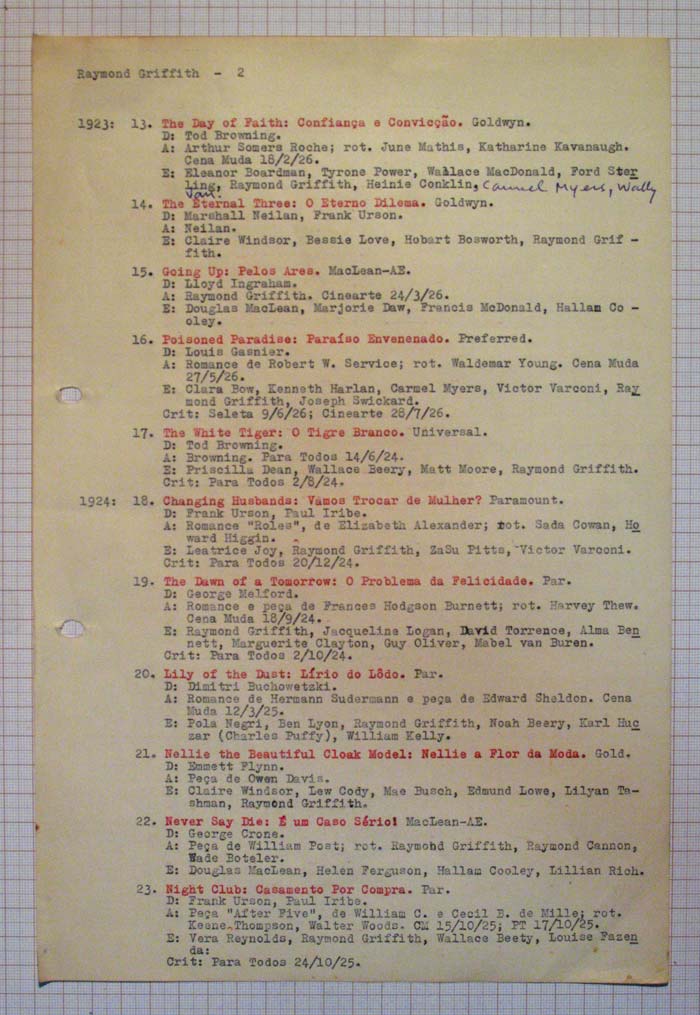 Raymond Griffith - 2
1923: 13. The Day of Faith: Confiança e Convicção. Goldwyn.
D: Tod Browning.
A: Arthur Somers Roche; rot. June Mathis, Katharine Kavanaugh.
Cena Muda 18/2/26.
E: Eleanor Boardman, Tyrone Power, Wallace MacDonald, Ford Ster
ling, Raymond Griffith, Heinie Conklin, Carmel Myers, Wally
Van.
14. The Eternal Three: O Eterno Dilema. Goldwyn.
D: Marshall Neilan, Frank Urson.
A: Neilan.
E: Claire Windsor, Bessie Love, Hobart Bosworth, Raymond Grif -
fith.
15. Going Up: Pelos Ares. MacLean-AE.
D: Lloyd Ingraham.
A: Raymond Griffith. Cinearte 24/3/26.
E: Douglas MacLean, Marjorie Daw, Francis McDonald, Hallam Co -
oley.
16. Poisoned Paradise: Paraíso Envenenado. Preferred.
D: Louis Gasnier.
A: Romance de Robert W. Service; rot. Waldemar Young. Cena Muda
27/5/26.
E: Clara Bow, Kenneth Harlan, Carmel Myers, Victor Varconi, Ray
mond Griffith, Joseph Swickard.
Crit: Seleta 9/6/26; Cinearte 28/7/26.
17. The White Tiger: O Tigre Branco. Universal.
D: Tod Browning.
A: Browning. Para Todos 14/6/24.
E: Priscilla Dean, Wallace Beery, Matt Moore, Raymond Griffith.
Crit: Para Todos 2/8/24.
1924: 18. Changing Husbands: Vamos Trocar de Mulher? Paramount.
D: Frank Urson, Paul Iribe.
A: Romance "Roles", de Elizabeth Alexander; rot. Sada Cowan, Ho
ward Higgin.
E: Leatrice Joy, Raymond Griffith, ZaSu Pitts, Victor Varconi.
Crit: Para Todos 20/12/24.
19. The Dawn of a Tomorrow: O Problema da Felicidade. Par.
D: George Melford.
A: Romance e peça de Frances Hodgson Burnett; rot. Harvey Thew.
Cena Muda 18/9/24.
E: Raymond Griffith, Jacqueline Logan, David Torrence, Alma Ben
nett, Marguerite Clayton, Guy Oliver, Mabel van Buren.
Crit: Para Todos 2/10/24.
20. Lily of the Dust: Lírio do Lôdo. Par.
D: Dimitri Buchowetzki.
A: Romance de Hermann Sudermann e peça de Edward Sheldon. Cena
Muda 12/3/25.
E: Pola Negri, Ben Lyon, Raymond Griffith, Noah Beery, Karl Huc
zar (Charles Puffy), William Kelly.
21. Nellie the Beautiful Cloak Model: Nellie a Flor da Moda. Gold.
D: Emmett Flynn.
A: Peça de Owen Davis.
E: Claire Windsor, Lew Cody, Mae Busch, Edmund Lowe, Lilyan Ta-
shman, Raymond Griffith.
22. Never Say Die: É um Caso Sério! MacLean-AE.
D: George Crone.
A: Peça de William Post; rot. Raymond Griffith, Raymond Cannon,
Wade Boteler.
E: Douglas MacLean, Helen Ferguson, Hallam Cooley, Lillian Rich.
23. Night Club: Casamento Por Compra. Par.
D: Frank Urson, Paul Iribe.
A: Peça "After Five", de William C. e Cecil B. de Mille; rot.
Keene Thompson, Walter Woods. CM 15/10/25; PT 17/10/25.
E: Vera Reynolds, Raymond Griffith, Wallace Beety, Louise Fazen
da:
Crit: Para Todos 24/10/25.